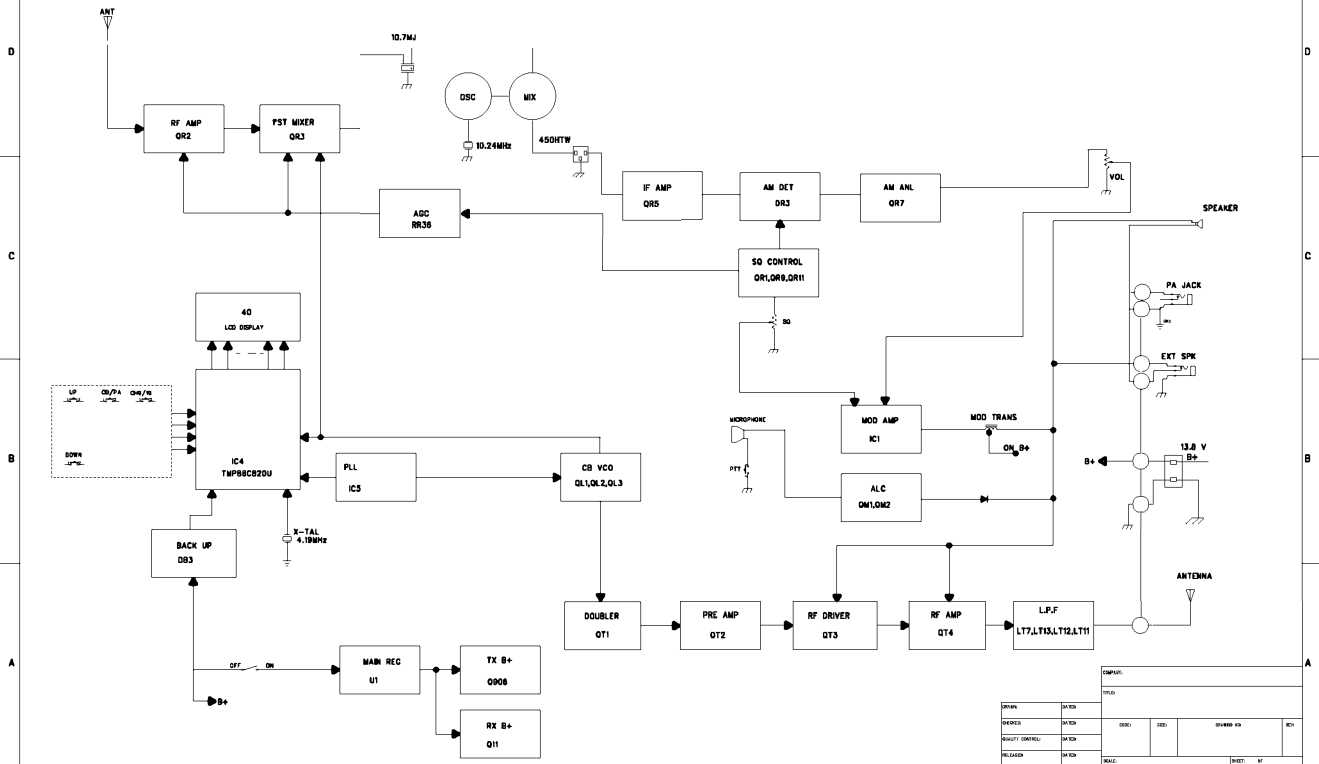 ANT
D
D
10.7MJ
OSC
MIX
RF AMP
QR2
1ST MIXER
QR3
10.24MHz
450HTW
IF AMP
QR5
AM DET
DR3
AM ANL
QR7
VOL
AGC
RR36
SPEAKER
C
C
SQ CONTROL
QR1,QR9,QR11
PA JACK
GND
40
LCD DISPLAY
SQ
EXT SPK
UP
CB/PA
DOWN
MICROPHONE
MOD AMP
IC1
MOD TRANS
ON B+
13.8 V
B+
B+
B
B
IC4
TMP86C820U
PLL
IC5
CB VCO
QL1,QL2,QL3
PTT
ALC
QM1,QM2
X-TAL
4.19MHz
BACK UP
DB3
ANTENNA
DOUBLER
QT1
PRE AMP
QT2
RF DRIVER
QT3
RF AMP
QT4
L.P.F
LT7,LT13,LT12,LT11
A
A
OFF
ON
MAIN REG
U1
TX B+
Q906
B+
RX B+
Q11
COMPANY:
TITLE:
DRAWN:
DATED:
CHECKED:
DATED:
QUALITY CONTROL:
DATED:
RELEASED:
DATED:
CODE:
SIZE:
DRAWING NO:
REV:
SCALE:
SHEET: OF